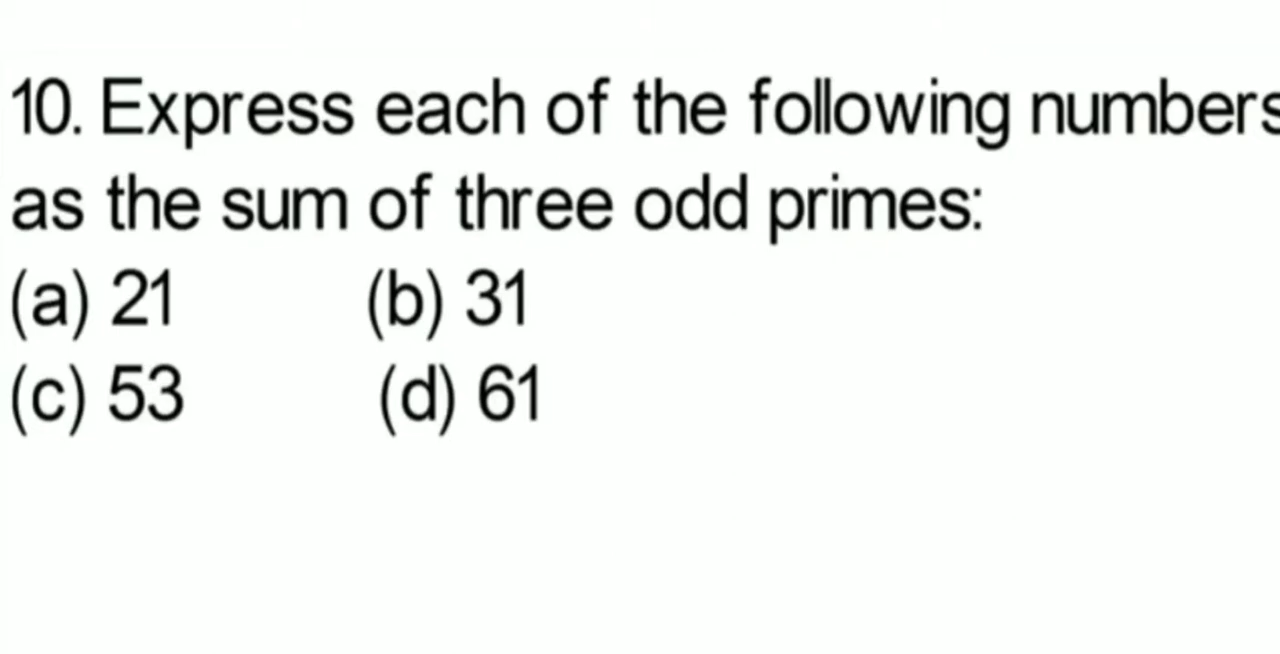 10. Express each of the following numbers
as the sum of three odd primes:
(a) 21 (b) 31
(c) 53 (d) 61